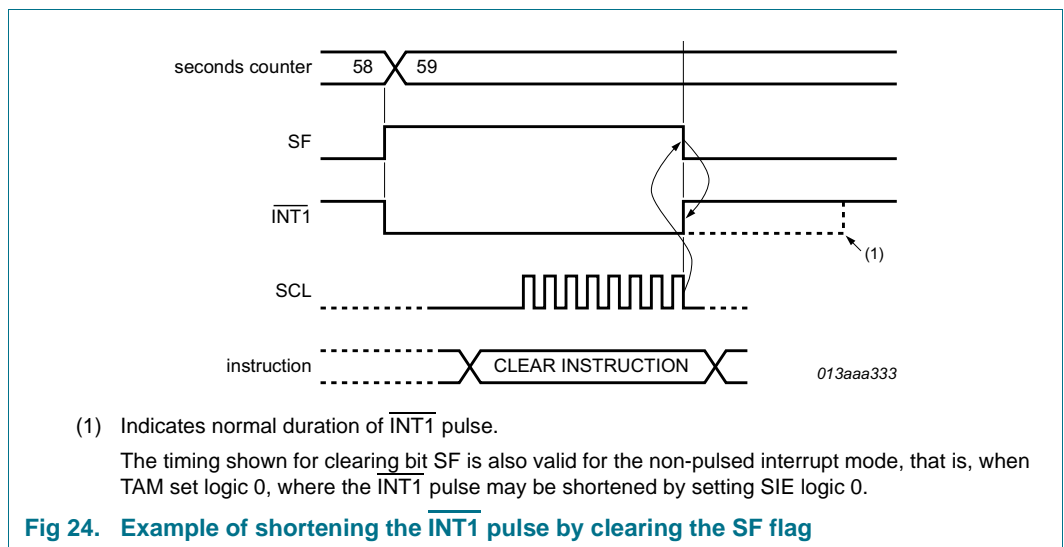 seconds counter 58 59
SF
INT1
(1)
SCL
instruction CLEAR INSTRUCTION
013aaa333
(1) Indicates normal duration of INT1 pulse.
The timing shown for clearing bit SF is also valid for the non-pulsed interrupt mode, that is, when
TAM set logic 0, where the INT1 pulse may be shortened by setting SIE logic 0.
Fig 24. Example of shortening the INT1 pulse by clearing the SF flag